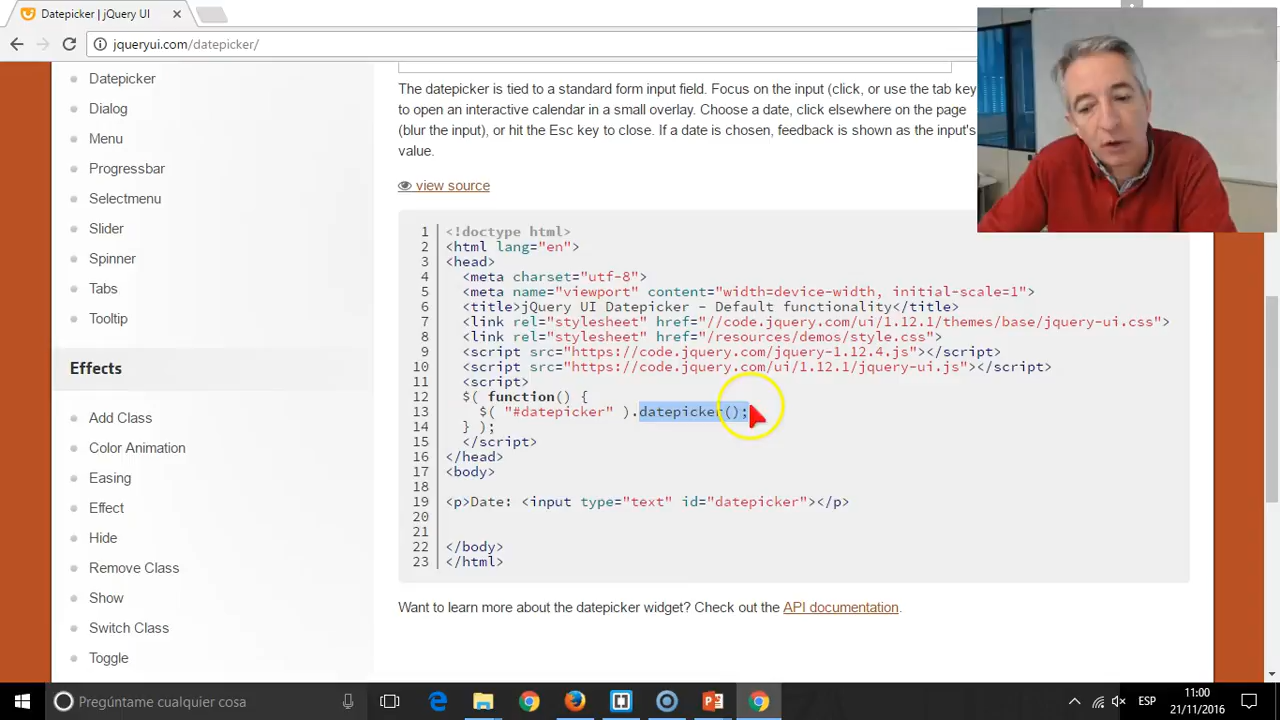 Datepicker | jQuery UI
jqueryui.com/datepicker/
Datepicker
Dialog
Menu
Progressbar
Selectmenu
Slider
Spinner
Tabs
Tooltip
Effects
Add Class
Color Animation
Easing
Effect
Hide
Remove Class
Show
Switch Class
Toggle
The datepicker is tied to a standard form input field. Focus on the input (click, or use the tab key
to open an interactive calendar in a small overlay. Choose a date, click elsewhere on the page
(blur the input), or hit the Esc key to close. If a date is chosen, feedback is shown as the input's
value.
view source
1 <!doctype html>
2 <html lang="en">
3 <head>
4 <meta charset="utf-8">
5 <meta name="viewport" content="width=device-width, initial-scale=1">
6 <title>jQuery UI Datepicker - Default functionality</title>
7 <link rel="stylesheet" href="//code.jquery.com/ui/1.12.1/themes/base/jquery-ui.css">
8 <link rel="stylesheet" href="/resources/demos/style.css">
9 <script src="https://code.jquery.com/jquery-1.12.4.js"></script>
10 <script src="https://code.jquery.com/ui/1.12.1/jquery-ui.js"></script>
11 <script>
12 $( function() {
13 $( "#datepicker" ).datepicker();
14 } );
15 </script>
16 </head>
17 <body>
18
19 <p>Date: <input type="text" id="datepicker"></p>
20
21
22 </body>
23 </html>
Want to learn more about the datepicker widget? Check out the API documentation.
Pregúntame cualquier cosa
ESP
11:00
21/11/2016